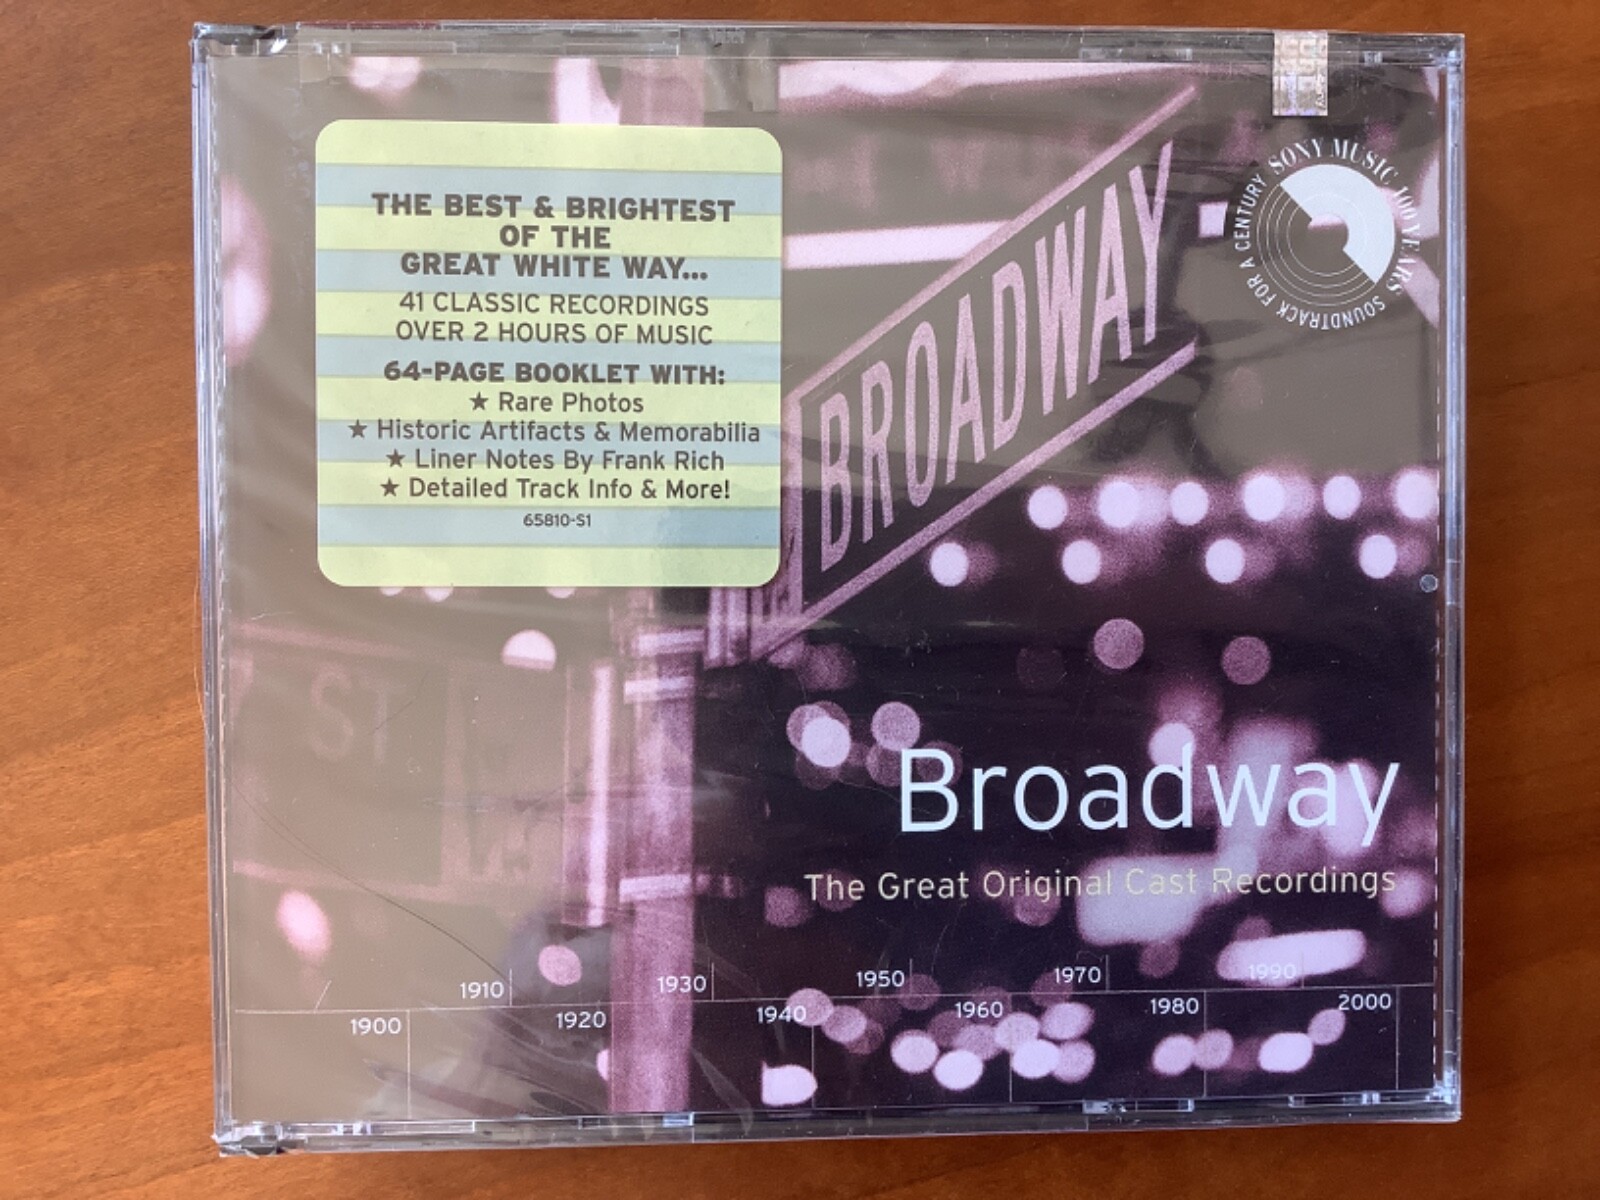 THE BEST & BRIGHTEST
OF THE
GREAT WHITE WAY...
41 CLASSIC RECORDINGS
OVER 2 HOURS OF MUSIC
64-PAGE BOOKLET WITH:
★ Rare Photos
★ Historic Artifacts & Memorabilia
★ Liner Notes By Frank Rich
★ Detailed Track Info & More!
65810-S1
SONY MUSIC 100 YEARS
SOUNDTRACK FOR A CENTURY
BROADWAY
ST
Broadway
The Great Original Cast Recordings
1910 1930 1950 1970 1990
1900 1920 1940 1960 1980 2000